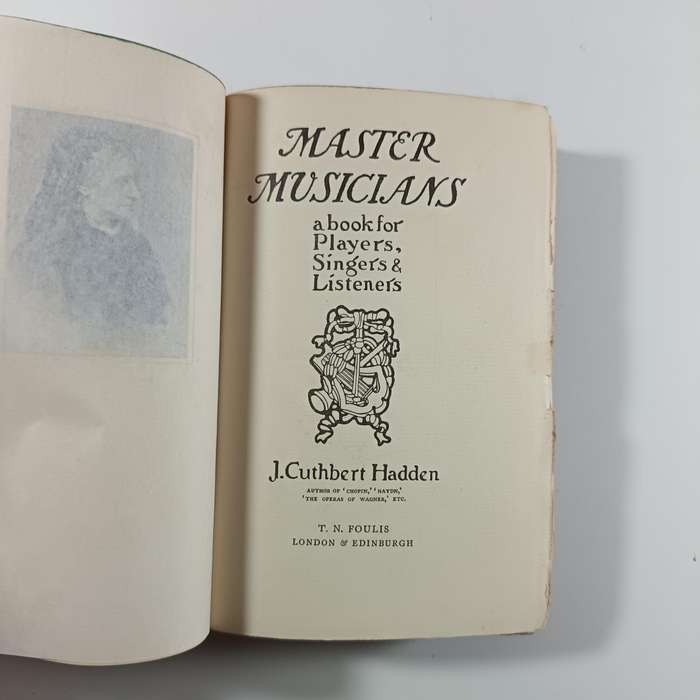 MASTER
MUSICIANS
a book for
Players,
Singers &
Listeners
J. Cuthbert Hadden
AUTHOR OF 'CHOPIN,' 'HAYDN,'
'THE OPERAS OF WAGNER,' ETC.
T. N. FOULIS
LONDON & EDINBURGH